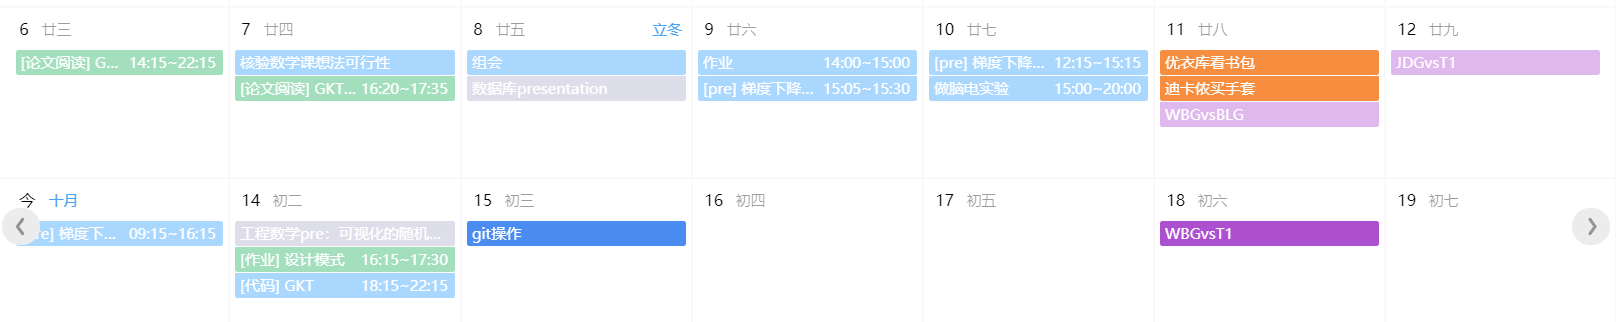 6 廿三
[论文阅读] G... 14:15~22:15
7 廿四
核验数学课想法可行性
[论文阅读] GKT... 16:20~17:35
8 廿五 立冬
组会
数据库presentation
9 廿六
作业 14:00~15:00
[pre] 梯度下降... 15:05~15:30
10 廿七
[pre] 梯度下降... 12:15~15:15
做脑电实验 15:00~20:00
11 廿八
优衣库看书包
迪卡侬买手套
WBGvsBLG
12 廿九
JDGvsT1
今 十月
re] 梯度下... 09:15~16:15
14 初二
工程数学pre：可视化的随机...
[作业] 设计模式 16:15~17:30
[代码] GKT 18:15~22:15
15 初三
git操作
16 初四
17 初五
18 初六
WBGvsT1
19 初七